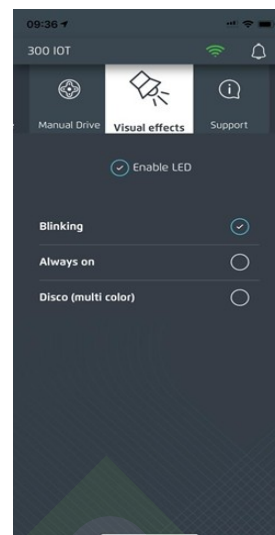 09:36
300 IOT
Manual Drive Visual effects Support
Enable LED
Blinking
Always on
Disco (multi color)